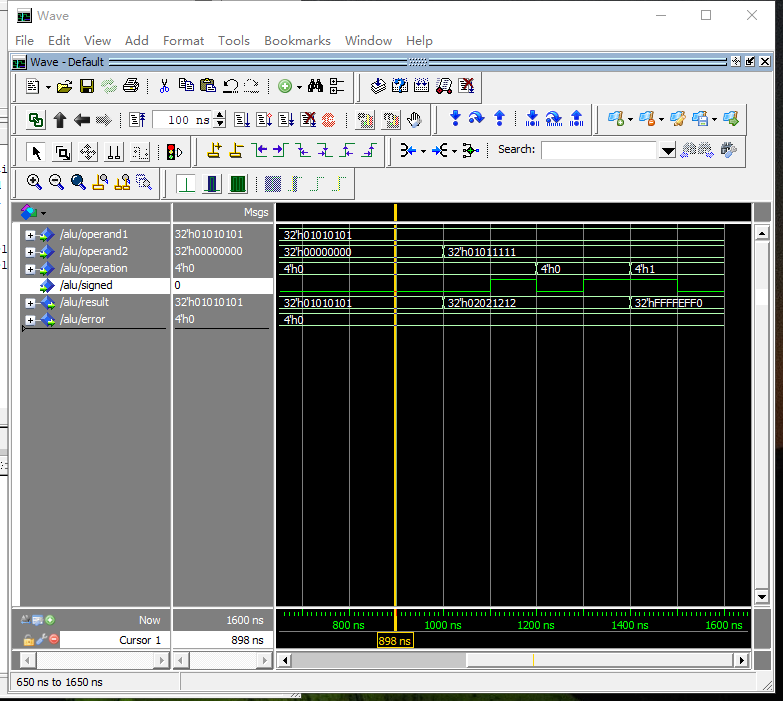 Wave
File Edit View Add Format Tools Bookmarks Window Help
Wave - Default
100 ns
Search:
Msgs
/alu/operand1 32'h01010101 32'h01010101
/alu/operand2 32'h00000000 32'h00000000 32'h01011111
/alu/operation 4'h0 4'h0 4'h0 4'h1
/alu/signed 0
/alu/result 32'h01010101 32'h01010101 32'h02021212 32'hFFFFEFF0
/alu/error 4'h0 4'h0
Now 1600 ns 800 ns 1000 ns 1200 ns 1400 ns 1600 ns
Cursor 1 898 ns 898 ns
650 ns to 1650 ns